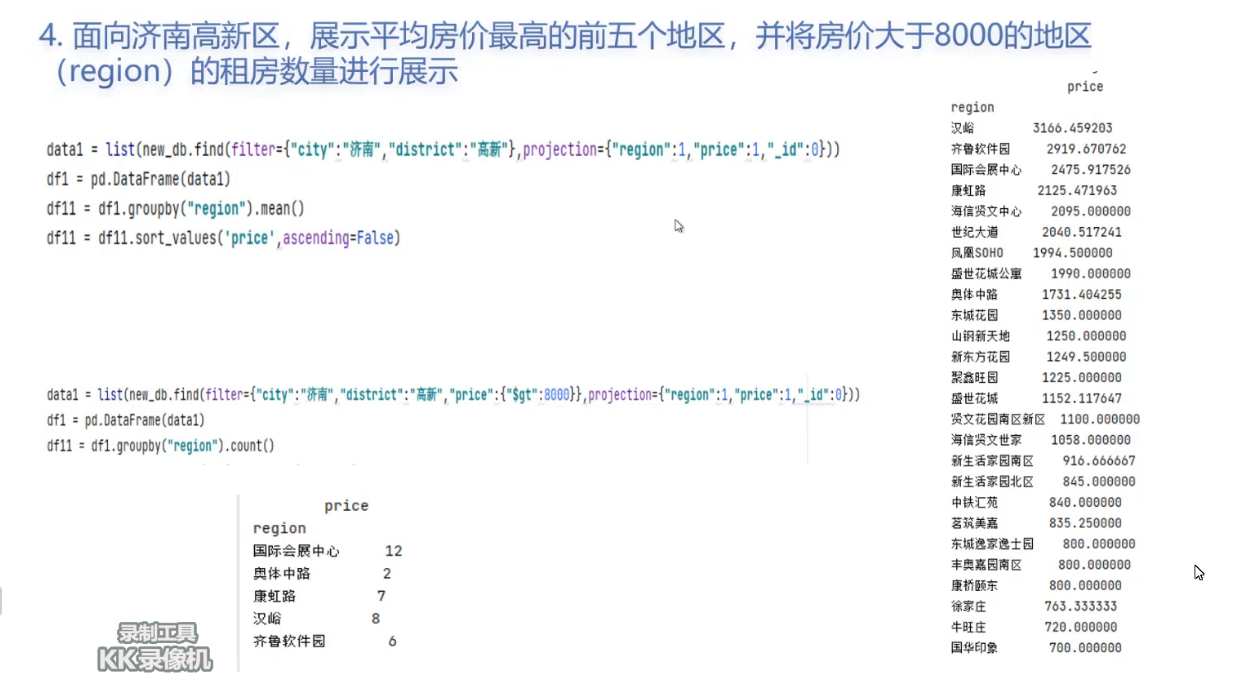 4. 面向济南高新区，展示平均房价最高的前五个地区，并将房价大于8000的地区
（region）的租房数量进行展示
data1 = list(new_db.find(filter={"city":"济南","district":"高新"},projection={"region":1,"price":1,"_id":0}))
df1 = pd.DataFrame(data1)
df11 = df1.groupby("region").mean()
df11 = df11.sort_values('price',ascending=False)
data1 = list(new_db.find(filter={"city":"济南","district":"高新","price":{"$gt":8000}},projection={"region":1,"price":1,"_id":0}))
df1 = pd.DataFrame(data1)
df11 = df1.groupby("region").count()
price
region
国际会展中心 12
奥体中路 2
康虹路 7
汉峪 8
齐鲁软件园 6
price
region
汉峪 3166.459203
齐鲁软件园 2919.670762
国际会展中心 2475.917526
康虹路 2125.471963
海信贤文中心 2095.000000
世纪大道 2040.517241
凤凰SOHO 1994.500000
盛世花城公寓 1990.000000
奥体中路 1731.404255
东城花园 1350.000000
山钢新天地 1250.000000
新东方花园 1249.500000
聚鑫旺园 1225.000000
盛世花城 1152.117647
贤文花园南区新区 1100.000000
海信贤文世家 1058.000000
新生活家园南区 916.666667
新生活家园北区 845.000000
中铁汇苑 840.000000
茗筑美嘉 835.250000
东城逸家逸士园 800.000000
丰奥嘉园南区 800.000000
康桥颐东 800.000000
徐家庄 763.333333
牛旺庄 720.000000
国华印象 700.000000
录制工具
KK录像机